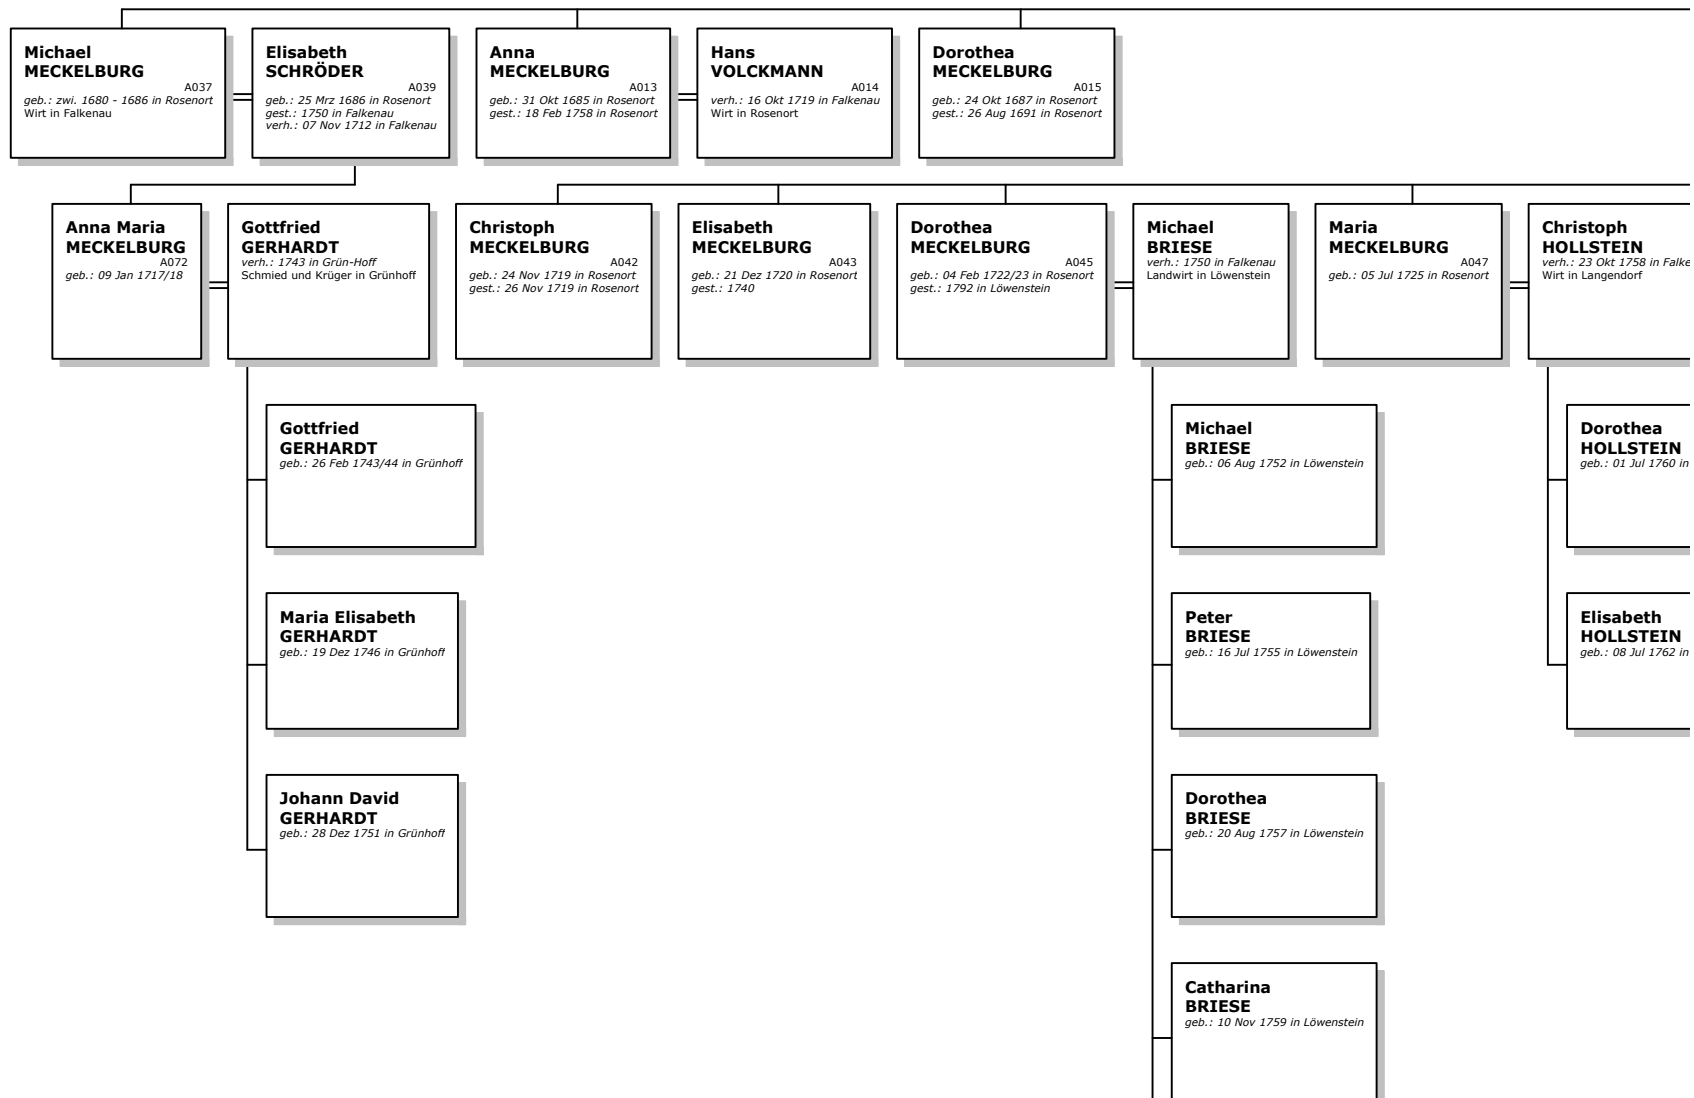 Michael
MECKELBURG
A037
geb.: zwi. 1680 - 1686 in Rosenort
Wirt in Falkenau
Elisabeth
SCHRÖDER
A039
geb.: 25 Mrz 1686 in Rosenort
gest.: 1750 in Falkenau
verh.: 07 Nov 1712 in Falkenau
Anna
MECKELBURG
A013
geb.: 31 Okt 1685 in Rosenort
gest.: 18 Feb 1758 in Rosenort
Hans
VOLCKMANN
A014
verh.: 16 Okt 1719 in Falkenau
Wirt in Rosenort
Dorothea
MECKELBURG
A015
geb.: 24 Okt 1687 in Rosenort
gest.: 26 Aug 1691 in Rosenort
Anna Maria
MECKELBURG
A072
geb.: 09 Jan 1717/18
Gottfried
GERHARDT
verh.: 1743 in Grün-Hoff
Schmied und Krüger in Grünhoff
Christoph
MECKELBURG
A042
geb.: 24 Nov 1719 in Rosenort
gest.: 26 Nov 1719 in Rosenort
Elisabeth
MECKELBURG
A043
geb.: 21 Dez 1720 in Rosenort
gest.: 1740
Dorothea
MECKELBURG
A045
geb.: 04 Feb 1722/23 in Rosenort
gest.: 1792 in Löwenstein
Michael
BRIESE
verh.: 1750 in Falkenau
Landwirt in Löwenstein
Maria
MECKELBURG
A047
geb.: 05 Jul 1725 in Rosenort
Christoph
HOLLSTEIN
verh.: 23 Okt 1758 in Falke
Wirt in Langendorf
Gottfried
GERHARDT
geb.: 26 Feb 1743/44 in Grünhoff
Michael
BRIESE
geb.: 06 Aug 1752 in Löwenstein
Dorothea
HOLLSTEIN
geb.: 01 Jul 1760 in
Maria Elisabeth
GERHARDT
geb.: 19 Dez 1746 in Grünhoff
Peter
BRIESE
geb.: 16 Jul 1755 in Löwenstein
Elisabeth
HOLLSTEIN
geb.: 08 Jul 1762 in
Johann David
GERHARDT
geb.: 28 Dez 1751 in Grünhoff
Dorothea
BRIESE
geb.: 20 Aug 1757 in Löwenstein
Catharina
BRIESE
geb.: 10 Nov 1759 in Löwenstein